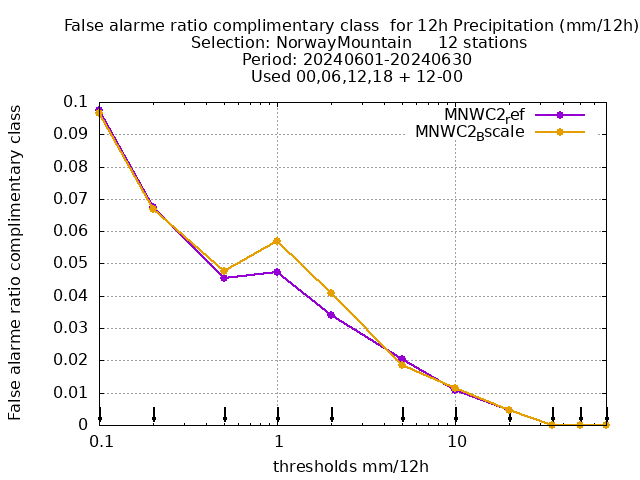 False alarme ratio complimentary class  for 12h Precipitation (mm/12h)
Selection: NorwayMountain     12 stations
Period: 20240601-20240630
Used 00,06,12,18 + 12-00
False alarme ratio complimentary class
0.1
0.09
0.08
0.07
0.06
0.05
0.04
0.03
0.02
0.01
0
MNWC2_ref
MNWC2_Bscale
0.1
1
10
thresholds mm/12h